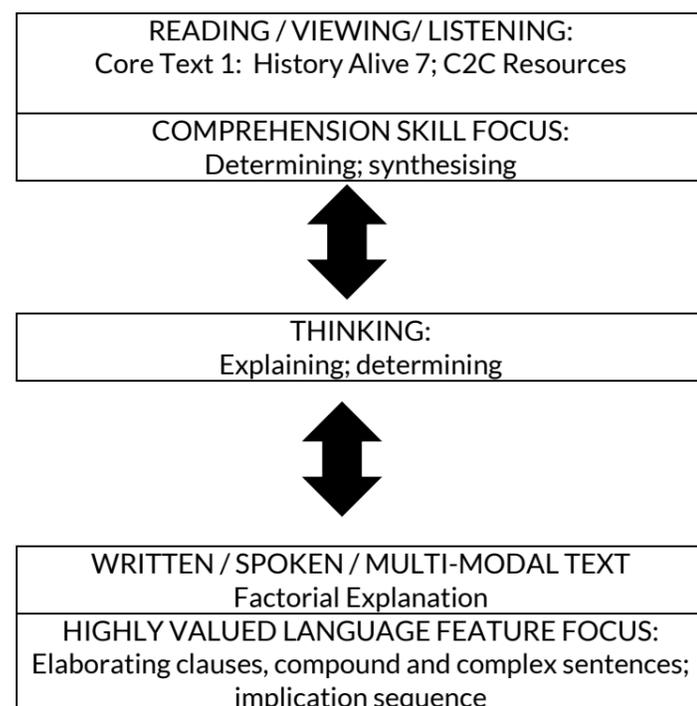 READING / VIEWING/ LISTENING:
Core Text 1:  History Alive 7; C2C Resources
COMPREHENSION SKILL FOCUS:
Determining; synthesising
THINKING:
Explaining; determining
WRITTEN / SPOKEN / MULTI-MODAL TEXT
Factorial Explanation
HIGHLY VALUED LANGUAGE FEATURE FOCUS:
Elaborating clauses, compound and complex sentences;
implication sequence